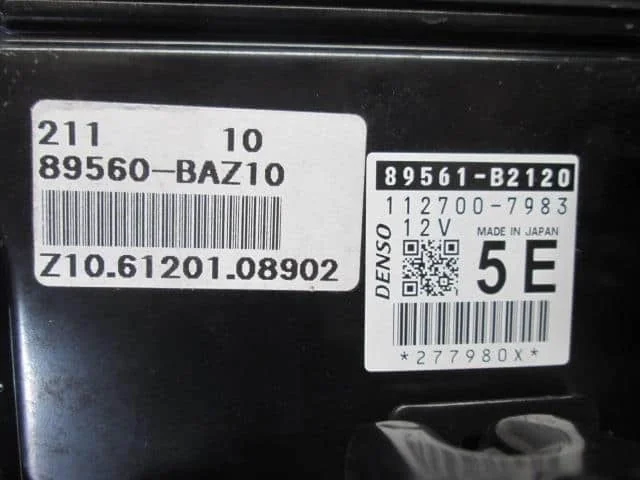 211 10
89560-BAZ10
Z10.61201.08902
89561-B2120
112700-7983
12V MADE IN JAPAN
DENSO
5E
*277980X*